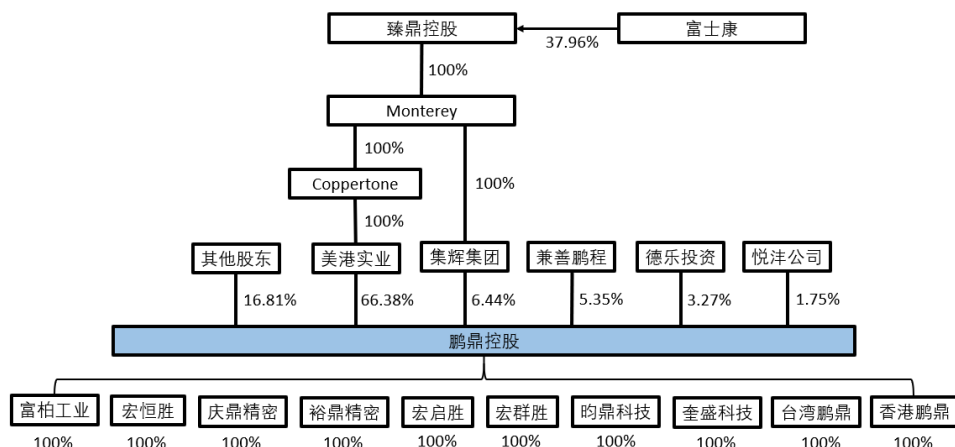 臻鼎控股
富士康
37.96%
100%
Monterey
100%
100%
Coppertone
100%
其他股东
美港实业
集辉集团
兼善鹏程
德乐投资
悦沣公司
16.81%
66.38%
6.44%
5.35%
3.27%
1.75%
鹏鼎控股
富柏工业
宏恒胜
庆鼎精密
裕鼎精密
宏启胜
宏群胜
昀鼎科技
奎盛科技
台湾鹏鼎
香港鹏鼎
100%
100%
100%
100%
100%
100%
100%
100%
100%
100%